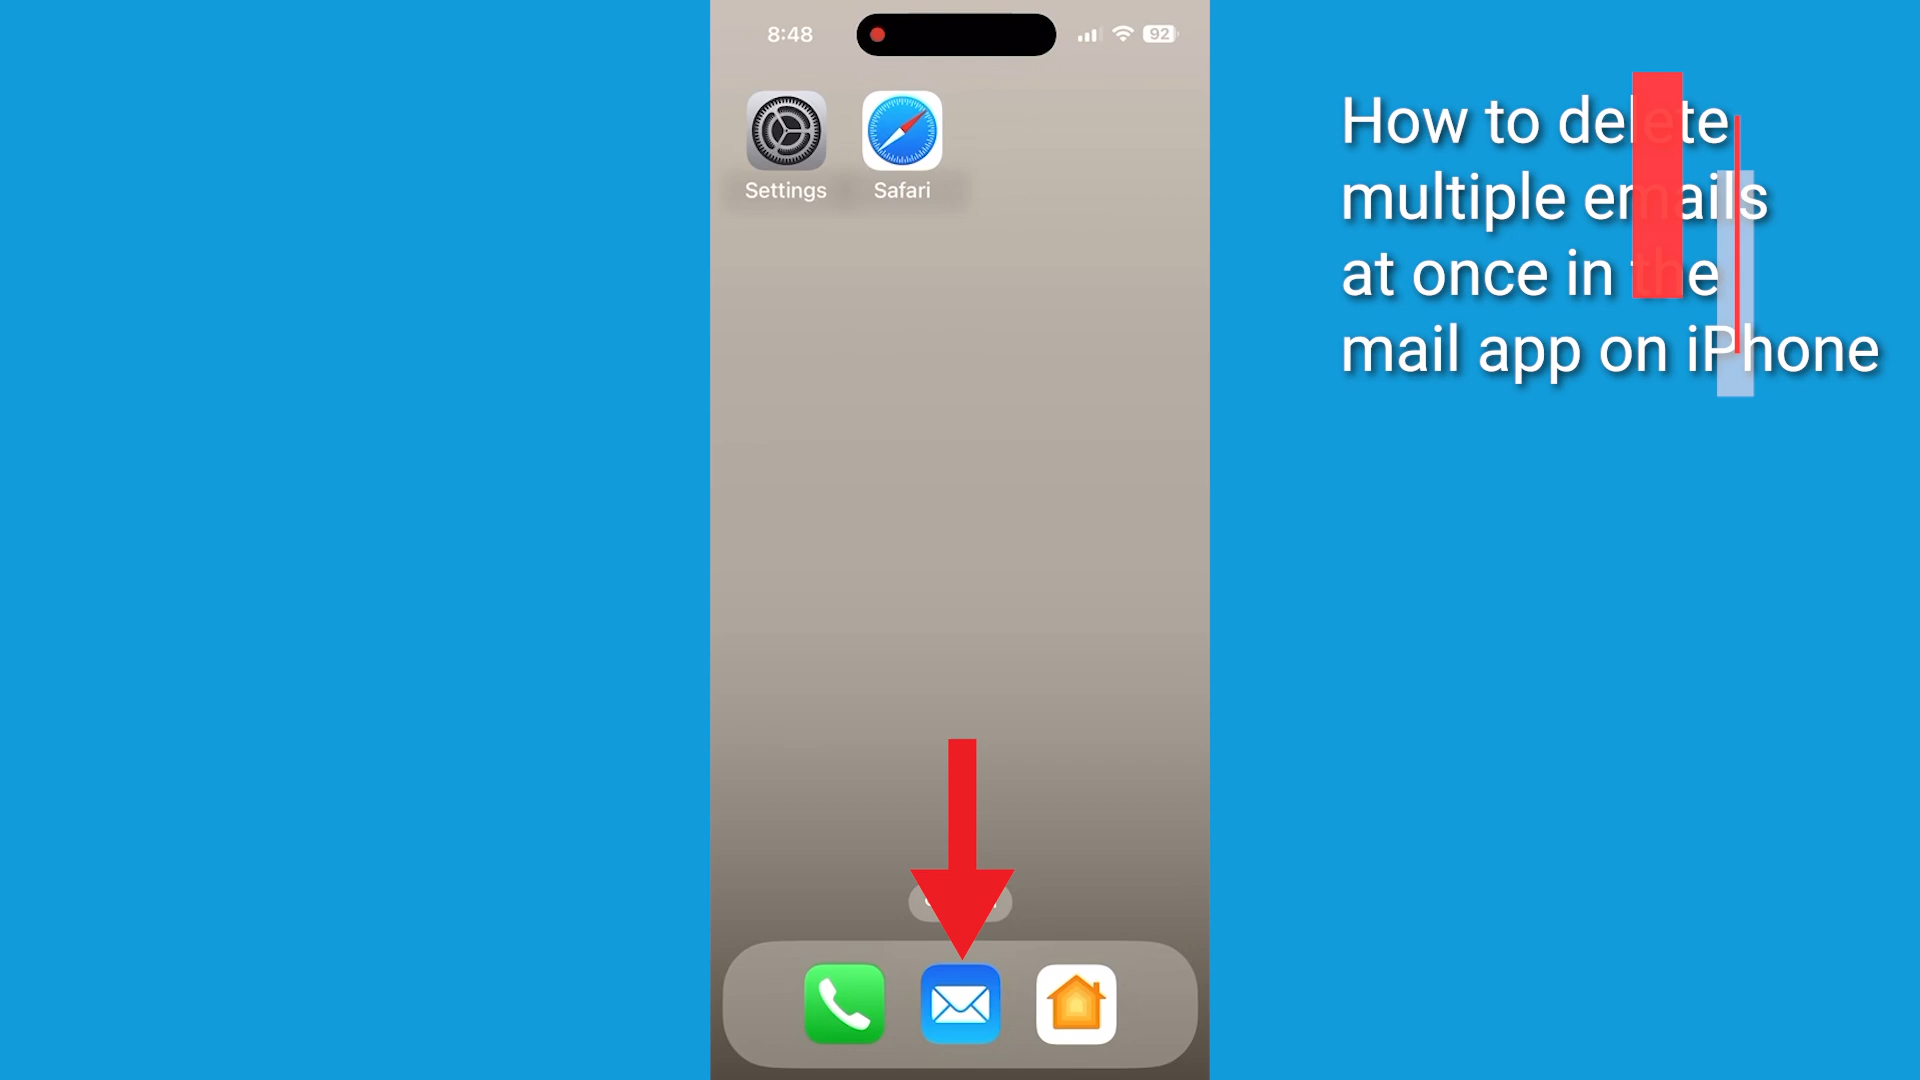 8:48
92
Settings
Safari
How to delete
multiple emails
at once in the
mail app on iPhone